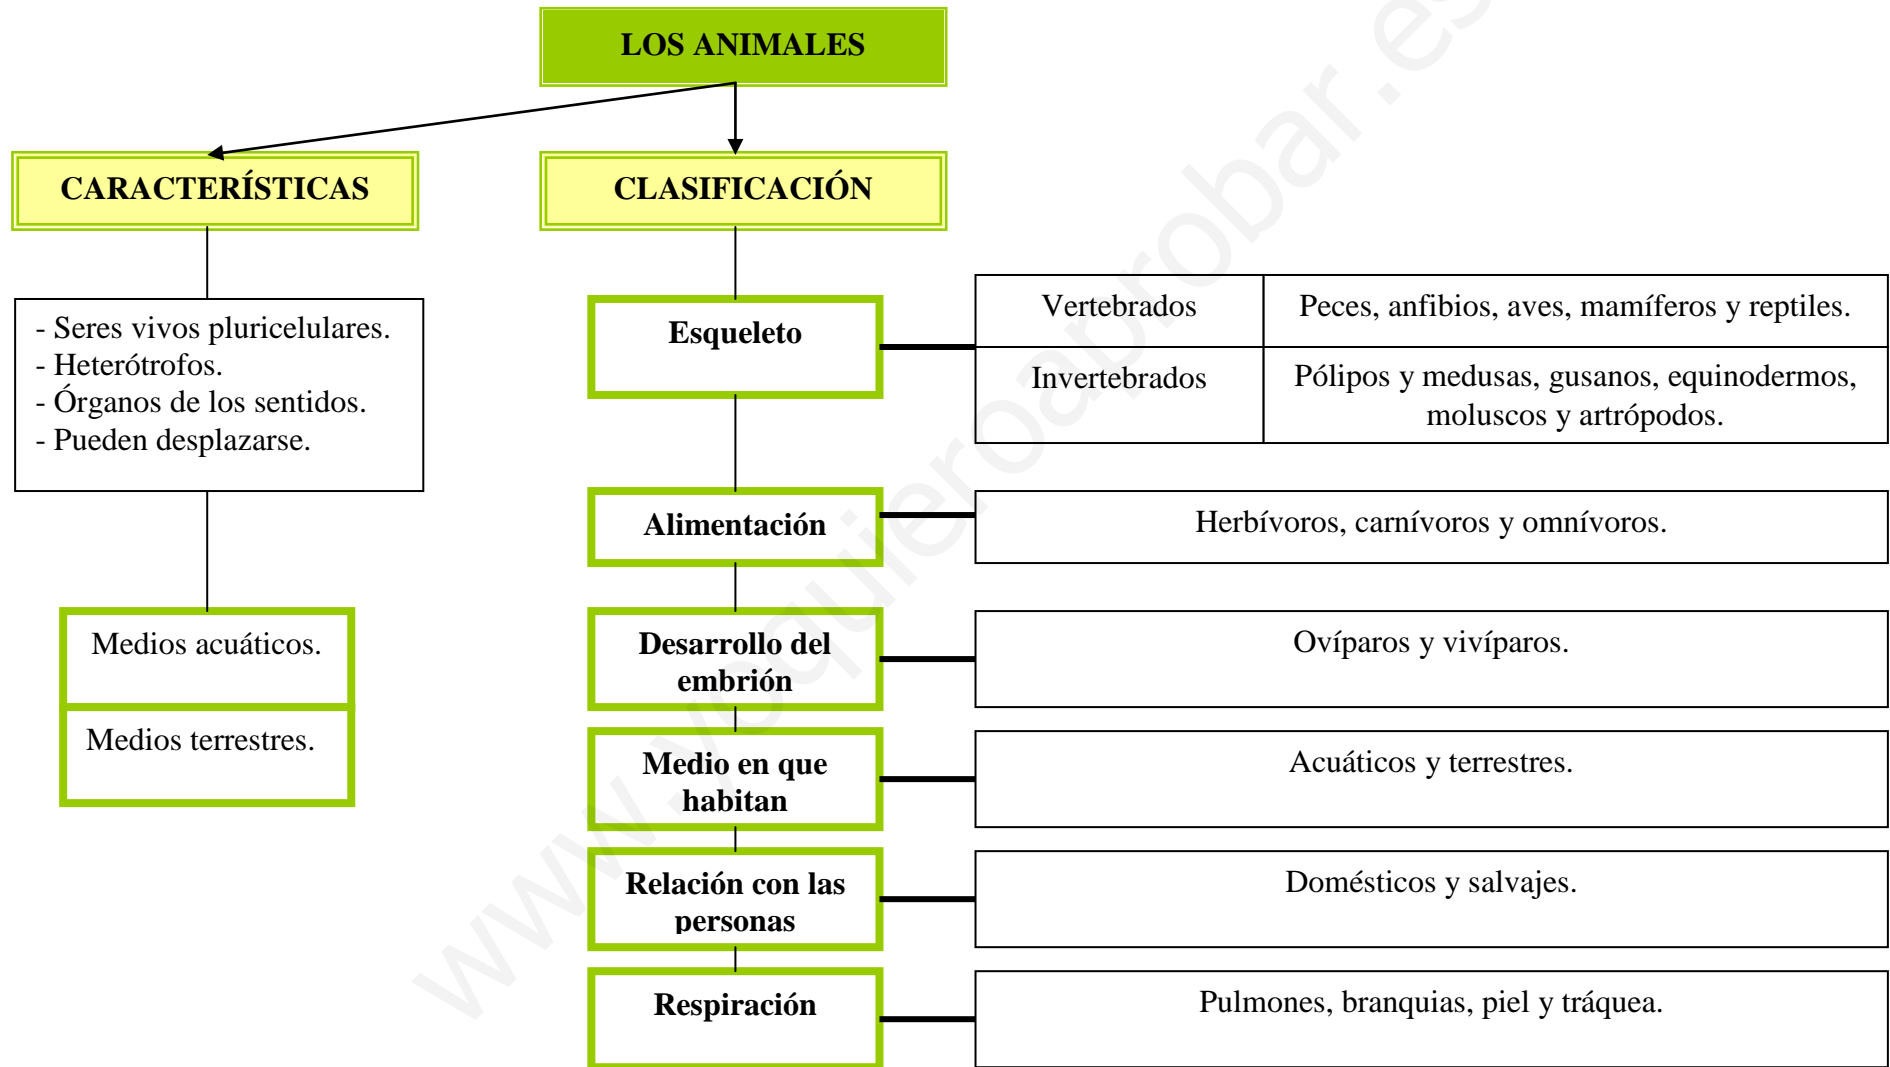 LOS ANIMALES
CARACTERÍSTICAS
- Seres vivos pluricelulares.
- Heterótrofos.
- Órganos de los sentidos.
- Pueden desplazarse.
Medios acuáticos.
Medios terrestres.
CLASIFICACIÓN
Esqueleto
Vertebrados
Peces, anfibios, aves, mamíferos y reptiles.
Invertebrados
Pólipos y medusas, gusanos, equinodermos,
moluscos y artrópodos.
Alimentación
Herbívoros, carnívoros y omnívoros.
Desarrollo del
embrión
Ovíparos y vivíparos.
Medio en que
habitan
Acuáticos y terrestres.
Relación con las
personas
Domésticos y salvajes.
Respiración
Pulmones, branquias, piel y tráquea.
www.yoquieroaprobar.es